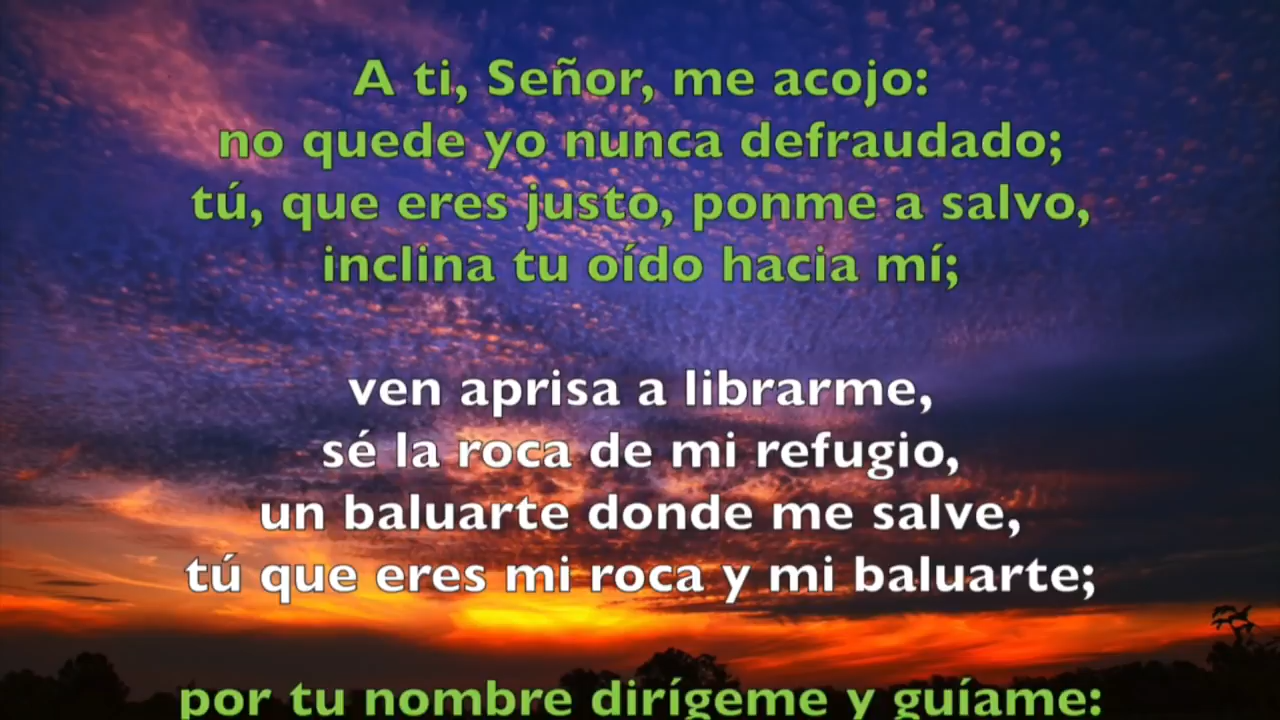 A ti, Señor, me acojo:
no quede yo nunca defraudado;
tú, que eres justo, ponme a salvo,
inclina tu oído hacia mí;
ven aprisa a librarme,
sé la roca de mi refugio,
un baluarte donde me salve,
tú que eres mi roca y mi baluarte;
por tu nombre dirígeme y guíame: